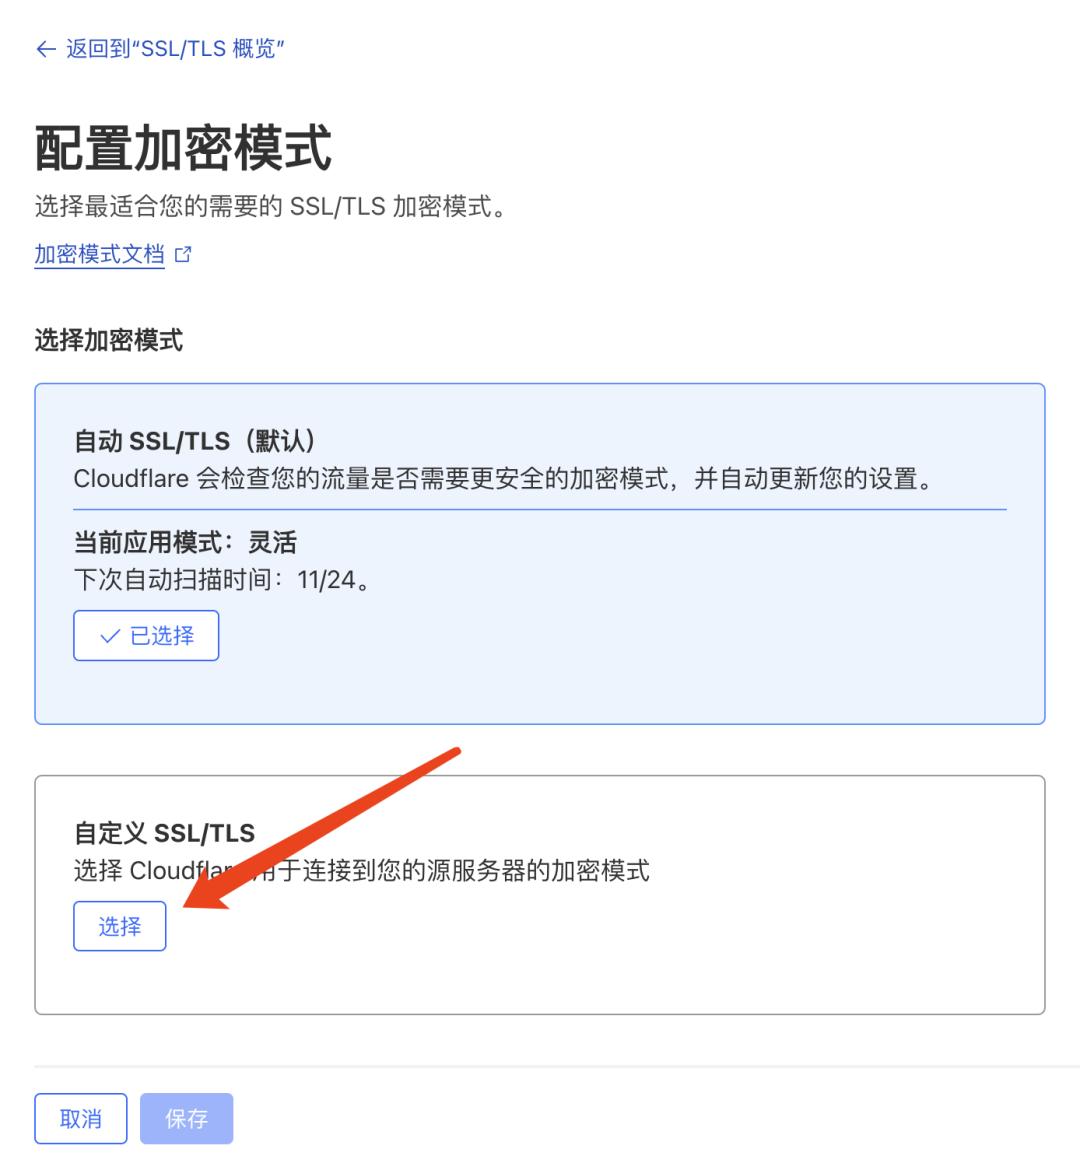 ← 返回到“SSL/TLS 概览”
配置加密模式
选择最适合您的需要的 SSL/TLS 加密模式。
加密模式文档
选择加密模式
自动 SSL/TLS（默认）
Cloudflare 会检查您的流量是否需要更安全的加密模式，并自动更新您的设置。
当前应用模式：灵活
下次自动扫描时间：11/24。
已选择
自定义 SSL/TLS
选择 Cloudflare 用于连接到您的源服务器的加密模式
选择
取消
保存